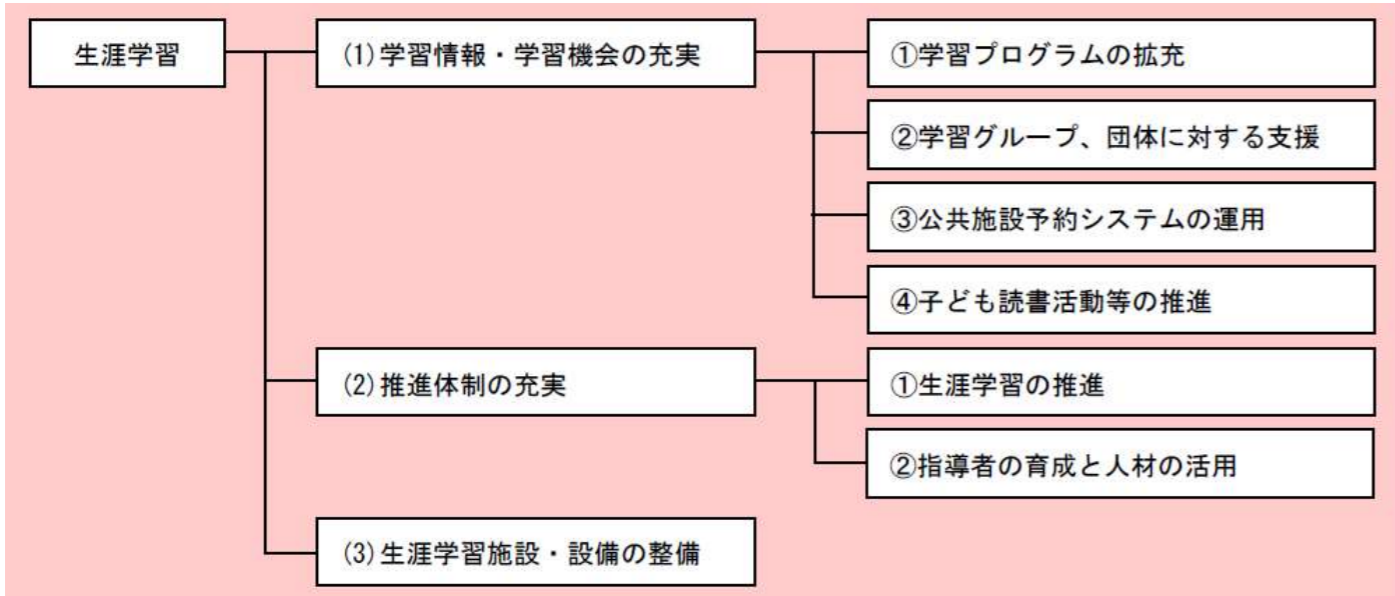 生涯学習
(1)学習情報・学習機会の充実
①学習プログラムの拡充
②学習グループ、団体に対する支援
③公共施設予約システムの運用
④子ども読書活動等の推進
(2)推進体制の充実
①生涯学習の推進
②指導者の育成と人材の活用
(3)生涯学習施設・設備の整備